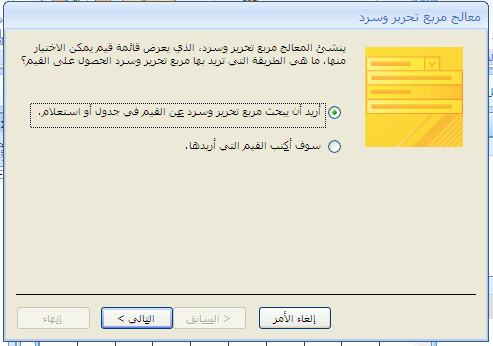 معالج مربع تحرير وسرد
ينشئ المعالج مربع تحرير وسرد، الذي يعرض قائمة قيم يمكن الاختيار
منها. ما هي الطريقة التي تريد بها مربع تحرير وسرد الحصول على القيم؟
أريد أن يبحث مربع تحرير وسرد عن القيم في جدول أو استعلام.
سوف أكتب القيم التي أريدها.
إلغاء الأمر
< السابق
التالي >
إنهاء